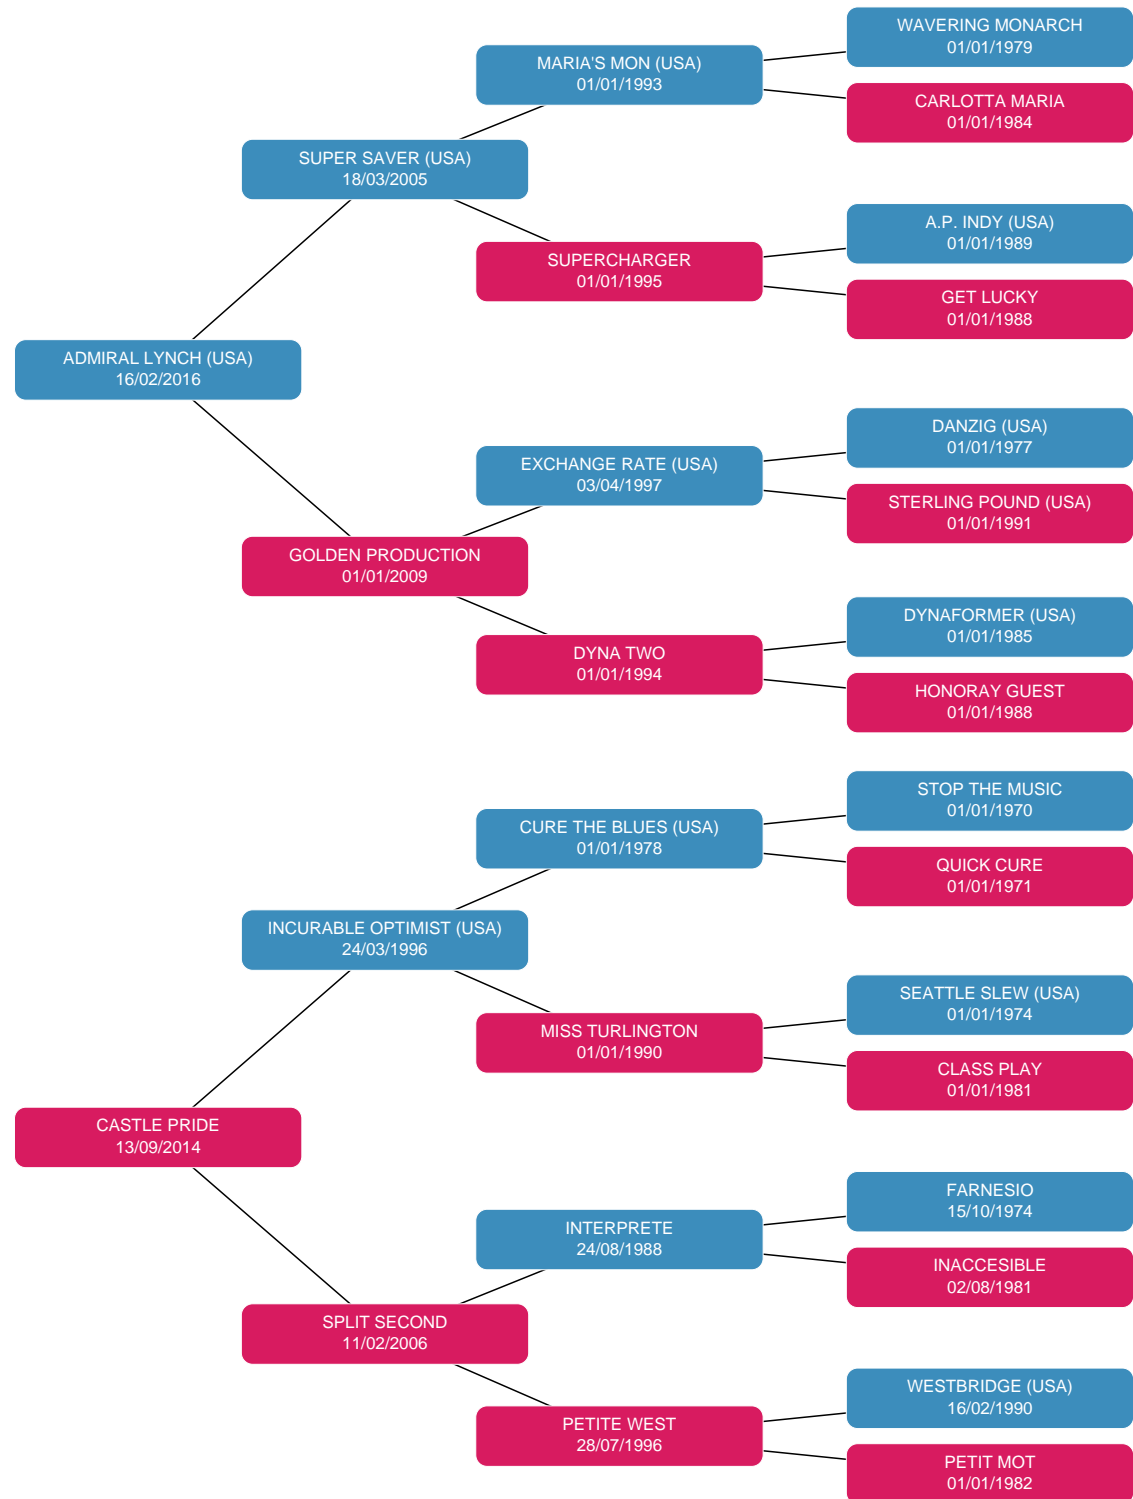 WAVERING MONARCH
01/01/1979
MARIA'S MON (USA)
01/01/1993
CARLOTTA MARIA
01/01/1984
SUPER SAVER (USA)
18/03/2005
A.P. INDY (USA)
01/01/1989
SUPERCHARGER
01/01/1995
GET LUCKY
01/01/1988
ADMIRAL LYNCH (USA)
16/02/2016
DANZIG (USA)
01/01/1977
EXCHANGE RATE (USA)
03/04/1997
STERLING POUND (USA)
01/01/1991
GOLDEN PRODUCTION
01/01/2009
DYNAFORMER (USA)
01/01/1985
DYNA TWO
01/01/1994
HONORAY GUEST
01/01/1988
STOP THE MUSIC
01/01/1970
CURE THE BLUES (USA)
01/01/1978
QUICK CURE
01/01/1971
INCURABLE OPTIMIST (USA)
24/03/1996
SEATTLE SLEW (USA)
01/01/1974
MISS TURLINGTON
01/01/1990
CLASS PLAY
01/01/1981
CASTLE PRIDE
13/09/2014
FARNESIO
15/10/1974
INTERPRETE
24/08/1988
INACCESIBLE
02/08/1981
SPLIT SECOND
11/02/2006
WESTBRIDGE (USA)
16/02/1990
PETITE WEST
28/07/1996
PETIT MOT
01/01/1982